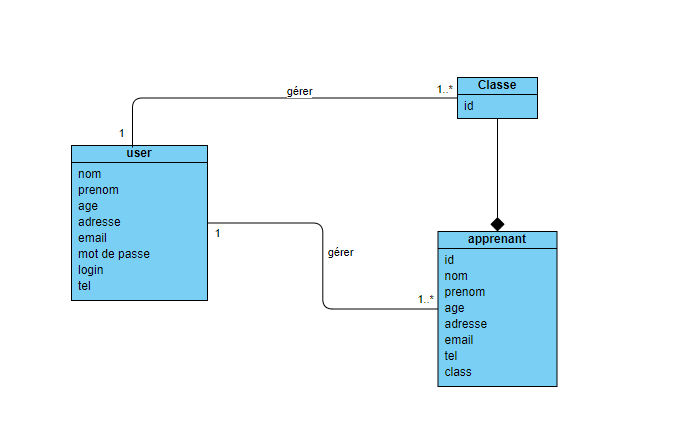 gérer
1..*
Classe
id
1
user
nom
prenom
age
adresse
email
mot de passe
login
tel
1
gérer
1..*
apprenant
id
nom
prenom
age
adresse
email
tel
class